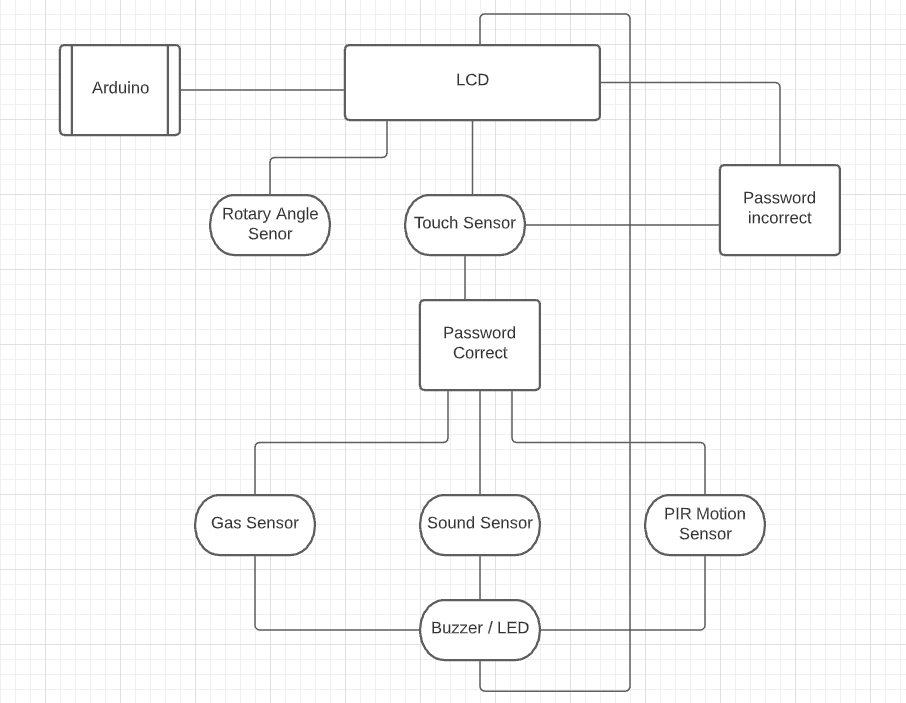 Arduino
LCD
Rotary Angle
Senor
Touch Sensor
Password
incorrect
Password
Correct
Gas Sensor
Sound Sensor
PIR Motion
Sensor
Buzzer / LED